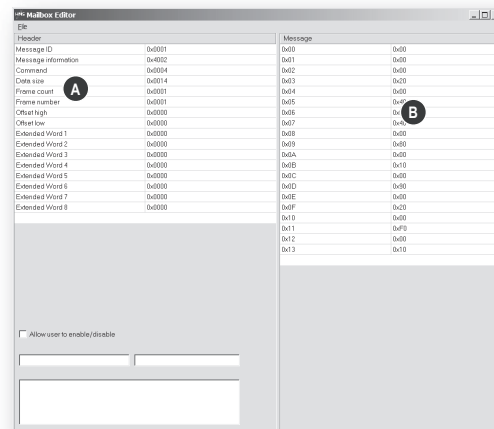 Mailbox Editor
File
Header
Message ID 0x0001
Message information 0x4002
Command 0x0004
Data size 0x0014
Frame count 0x0001
Frame number 0x0001
Offset high 0x0000
Offset low 0x0000
Extended Word 1 0x0000
Extended Word 2 0x0000
Extended Word 3 0x0000
Extended Word 4 0x0000
Extended Word 5 0x0000
Extended Word 6 0x0000
Extended Word 7 0x0000
Extended Word 8 0x0000
A
Allow user to enable/disable
Message
0x00 0x00
0x01 0x00
0x02 0x00
0x03 0x20
0x04 0x00
0x05
0x06
0x07
0x08 0x00
0x09 0x80
0x0A 0x00
0x0B 0x10
0x0C 0x00
0x0D 0x90
0x0E 0x00
0x0F 0x20
0x10 0x00
0x11 0xF0
0x12 0x00
0x13 0x10
B